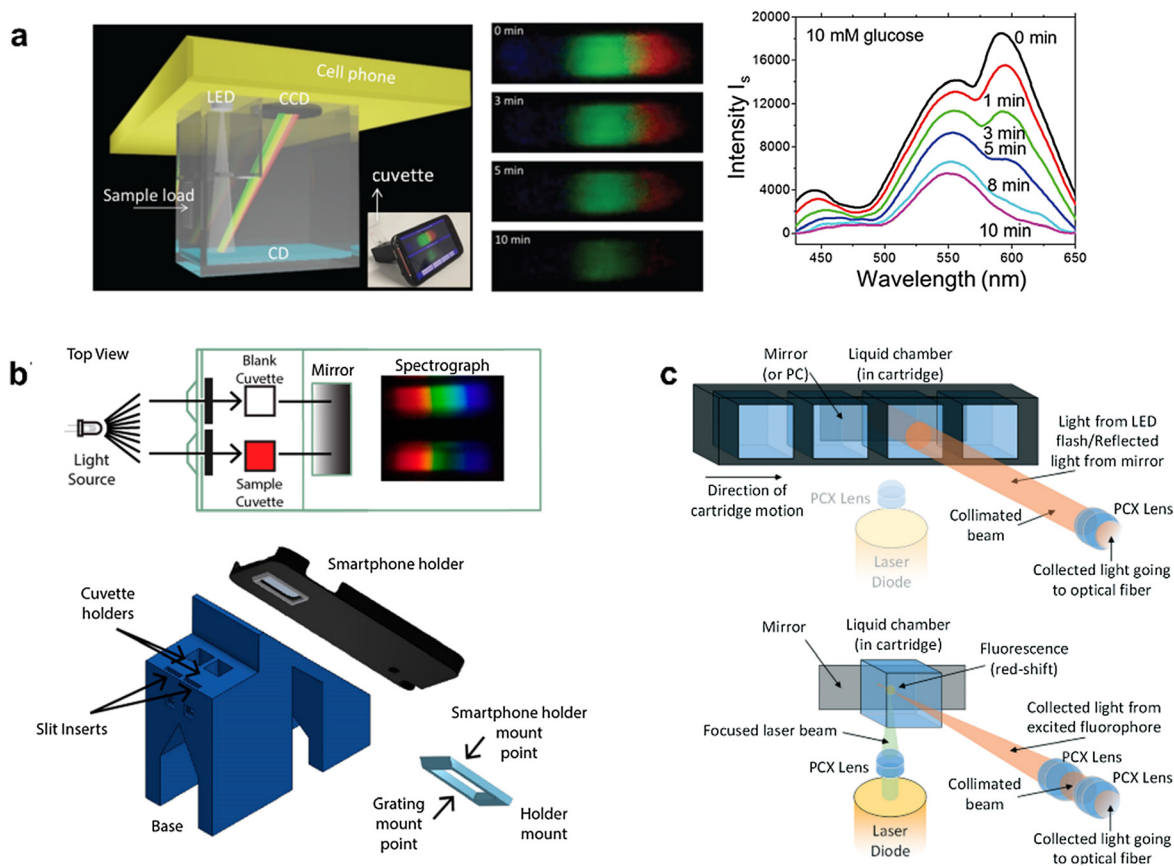 a
Cell phone
LED
CCD
Sample load
cuvette
CD
0 min
3 min
5 min
10 min
20000
16000
12000
8000
4000
0
Intensity Is
10 mM glucose
0 min
1 min
3 min
5 min
8 min
10 min
450
500
550
600
650
Wavelength (nm)
b
Top View
Light
Source
Blank
Cuvette
Sample
Cuvette
Mirror
Spectrograph
Smartphone holder
Cuvette
holders
Slit Inserts
Base
Smartphone holder
mount
point
Grating
mount
point
Holder
mount
c
Mirror
(or PC)
Liquid chamber
(in cartridge)
Light from LED
flash/Reflected
light from mirror
Direction of
cartridge motion
PCX Lens
Laser
Diode
Collimated
beam
PCX Lens
Collected light going
to optical fiber
Mirror
Liquid chamber
(in cartridge)
Fluorescence
(red-shift)
Focused laser beam
Collected light from
excited fluorophore
PCX Lens
PCX Lens
PCX Lens
Collimated
beam
Laser
Diode
Collected light going
to optical fiber